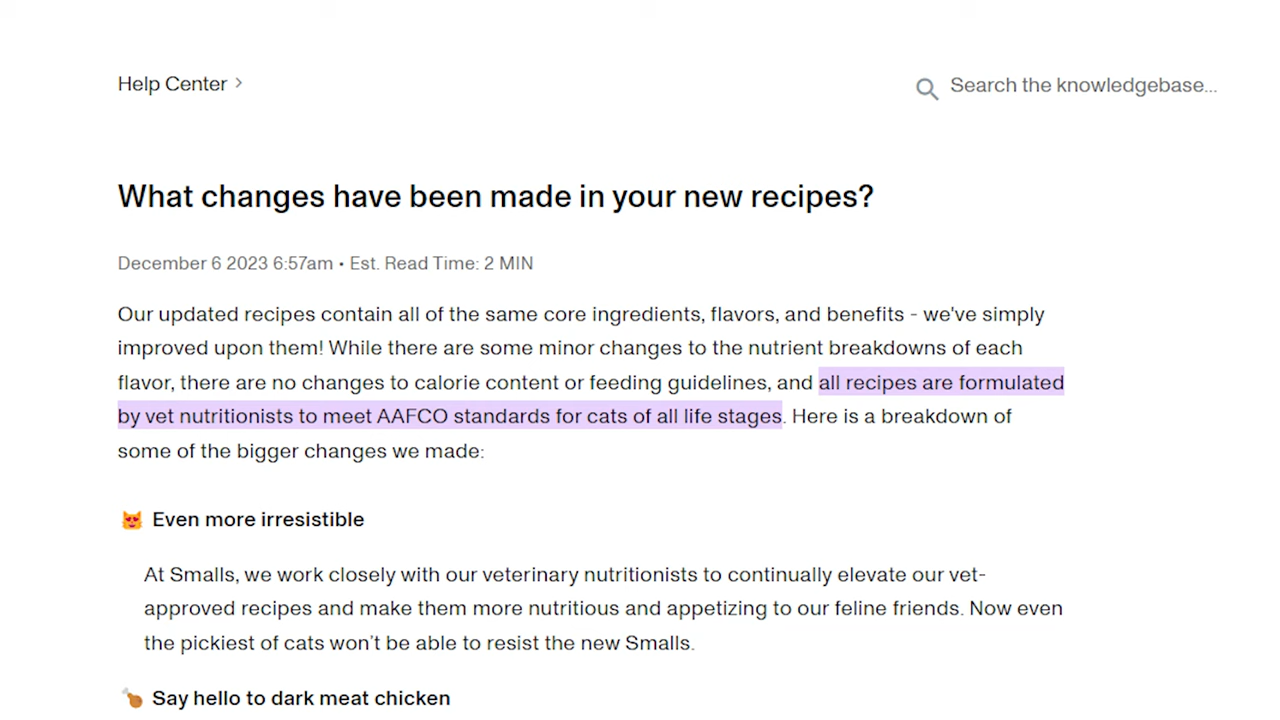 Help Center >
Search the knowledgebase...
What changes have been made in your new recipes?
December 6 2023 6:57am • Est. Read Time: 2 MIN
Our updated recipes contain all of the same core ingredients, flavors, and benefits - we've simply
improved upon them! While there are some minor changes to the nutrient breakdowns of each
flavor, there are no changes to calorie content or feeding guidelines, and all recipes are formulated
by vet nutritionists to meet AAFCO standards for cats of all life stages. Here is a breakdown of
some of the bigger changes we made:
😻 Even more irresistible
At Smalls, we work closely with our veterinary nutritionists to continually elevate our vet-
approved recipes and make them more nutritious and appetizing to our feline friends. Now even
the pickiest of cats won't be able to resist the new Smalls.
🍗 Say hello to dark meat chicken